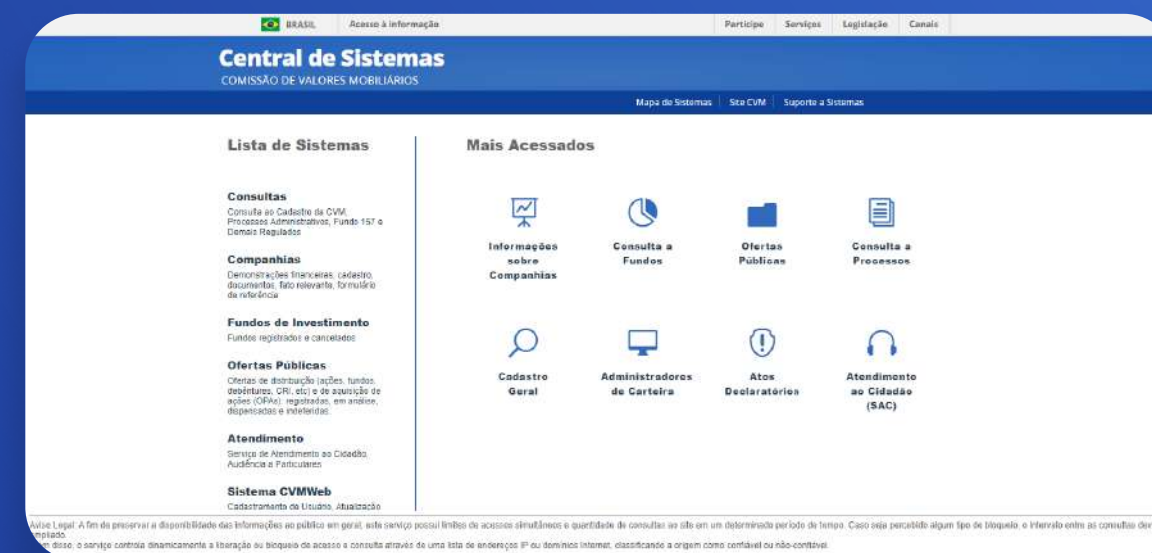 BRASIL Acesso à informação Participe Serviços Legislação Canais
Central de Sistemas
COMISSÃO DE VALORES MOBILIÁRIOS
Mapa de Sistemas Site CVM Suporte a Sistemas
Lista de Sistemas
Consultas
Consulta ao Cadastro da CVM,
Processos Administrativos, Fundo 157 e
Demais Regulados
Companhias
Demonstrações financeiras, cadastro,
documentos, fato relevante, formulário
de referência
Fundos de Investimento
Fundos registrados e cancelados
Ofertas Públicas
Ofertas de distribuição (ações, fundos,
debêntures, CRI, etc) e de aquisição de
ações (OPAs): registradas, em análise,
dispensadas e indeferidas.
Atendimento
Serviço de Atendimento ao Cidadão,
Audiência a Particulares
Sistema CVMWeb
Cadastramento do Usuário, Atualização
Mais Acessados
Informações
sobre
Companhias
Consulta a
Fundos
Ofertas
Públicas
Consulta a
Processos
Cadastro
Geral
Administradores
de Carteira
Atos
Declaratórios
Atendimento
ao Cidadão
(SAC)
Aviso Legal: A fim de preservar a disponibilidade das informações ao público em geral, este serviço possui limites de acessos simultâneos e quantidade de consultas ao site em um determinado período de tempo. Caso seja percebido algum tipo de bloqueio, o intervalo entre as consultas
disso, o serviço controla dinamicamente a liberação ou bloqueio de acesso a consulta através de uma lista de endereços IP ou domínios Internet, classificando a origem como confiável ou não-confiável.